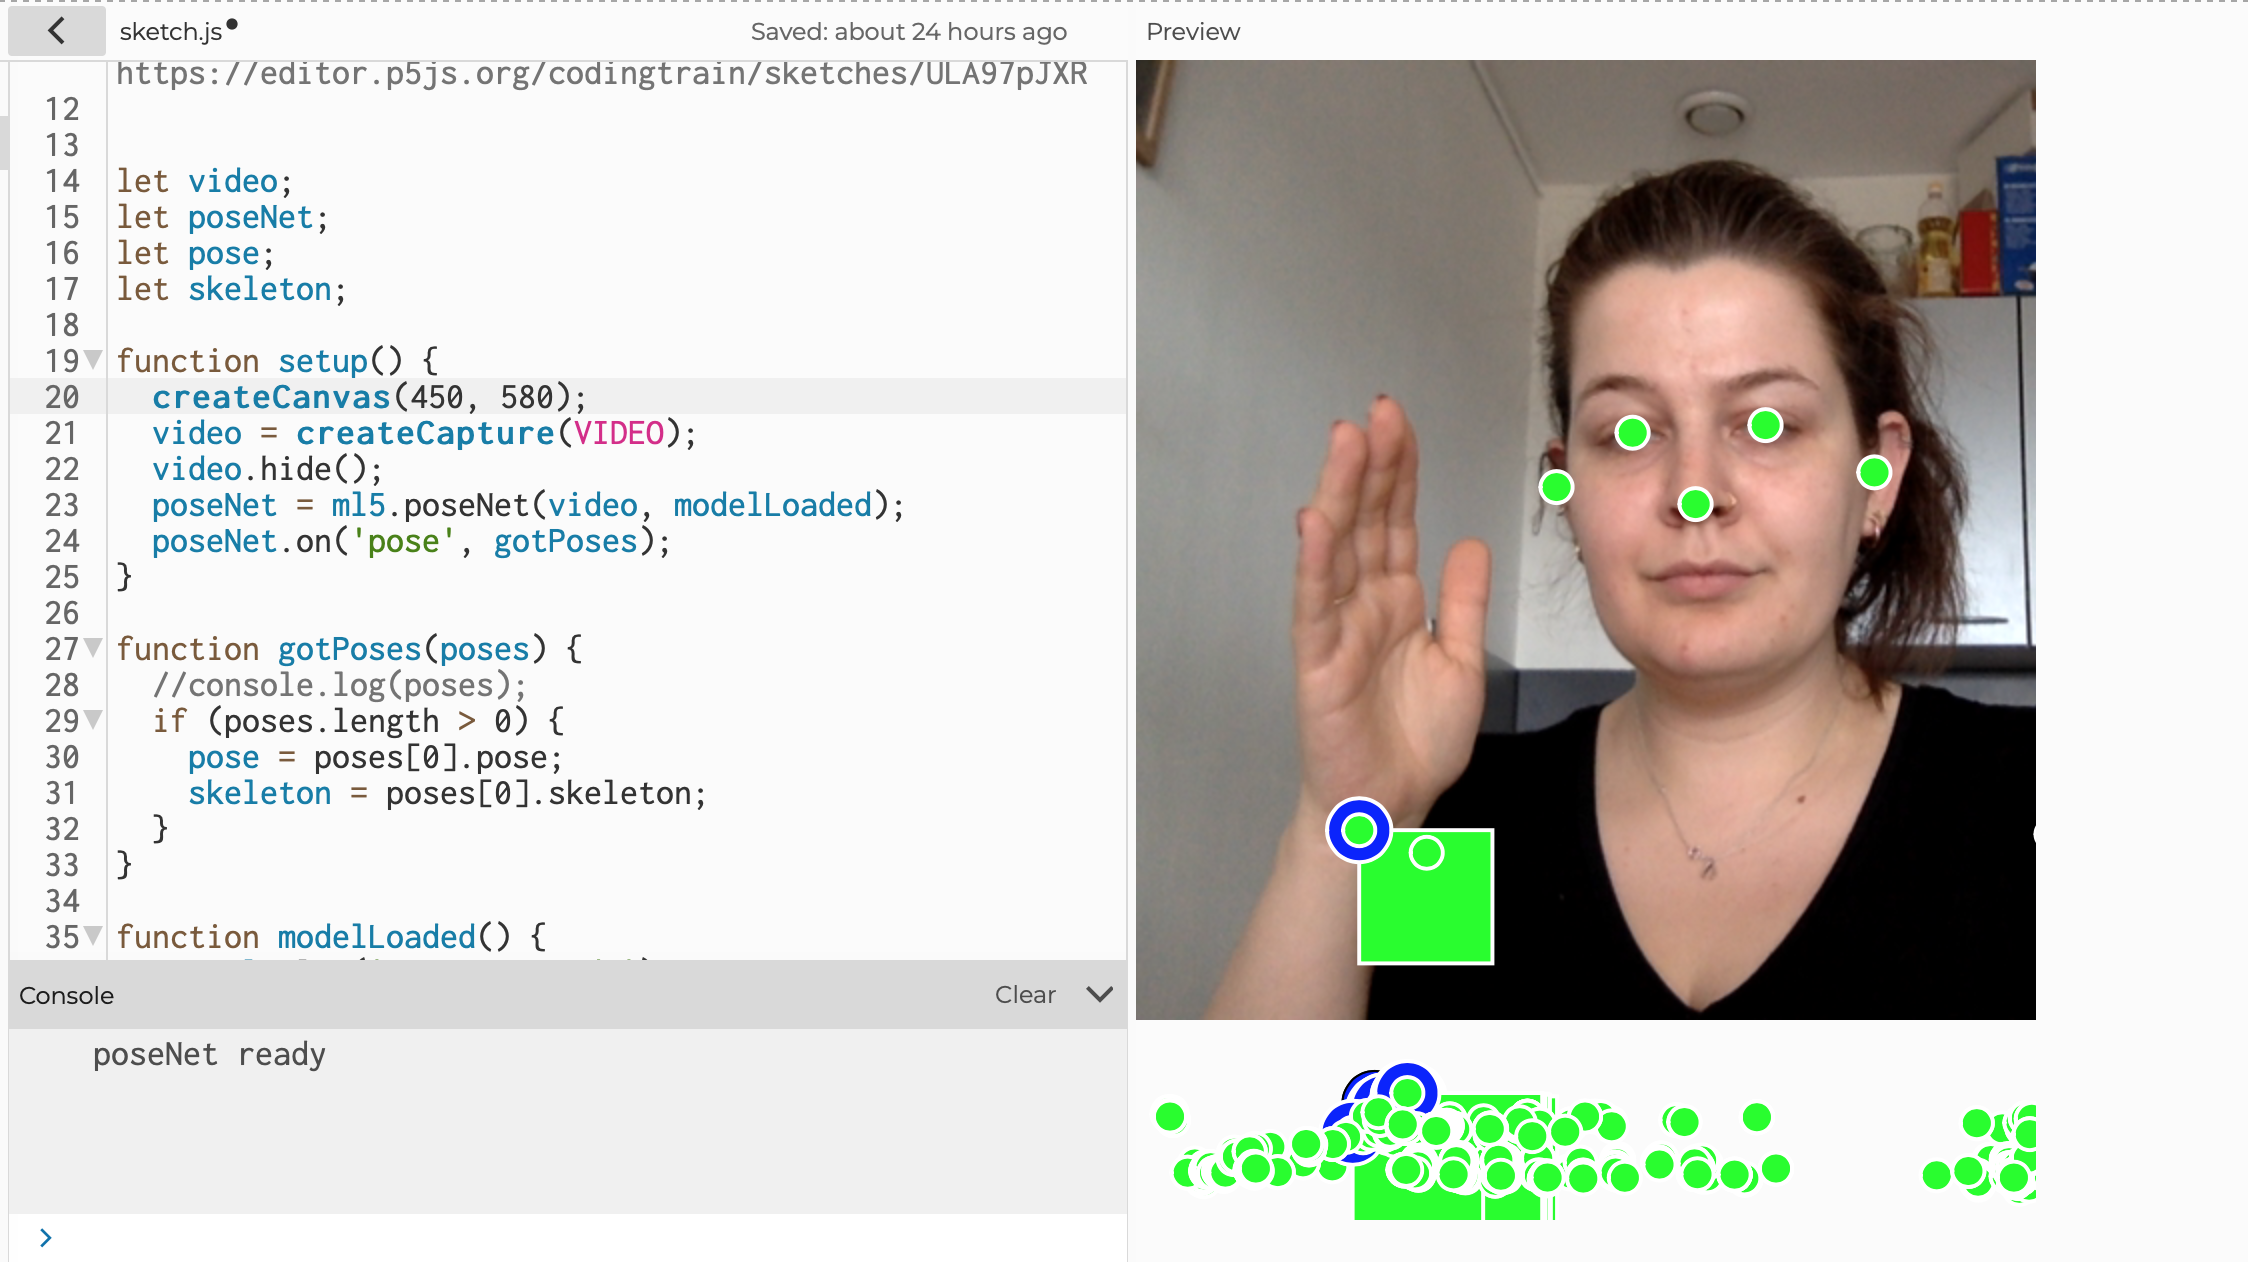 sketch.js
Saved: about 24 hours ago
Preview
https://editor.p5js.org/codingtrain/sketches/ULA97pJXR
12
13
14 let video;
15 let poseNet;
16 let pose;
17 let skeleton;
18
19 function setup() {
20 createCanvas(450, 580);
21 video = createCapture(VIDEO);
22 video.hide();
23 poseNet = ml5.poseNet(video, modelLoaded);
24 poseNet.on('pose', gotPoses);
25 }
26
27 function gotPoses(poses) {
28 //console.log(poses);
29 if (poses.length > 0) {
30 pose = poses[0].pose;
31 skeleton = poses[0].skeleton;
32 }
33 }
34
35 function modelLoaded() {
Console
Clear
poseNet ready